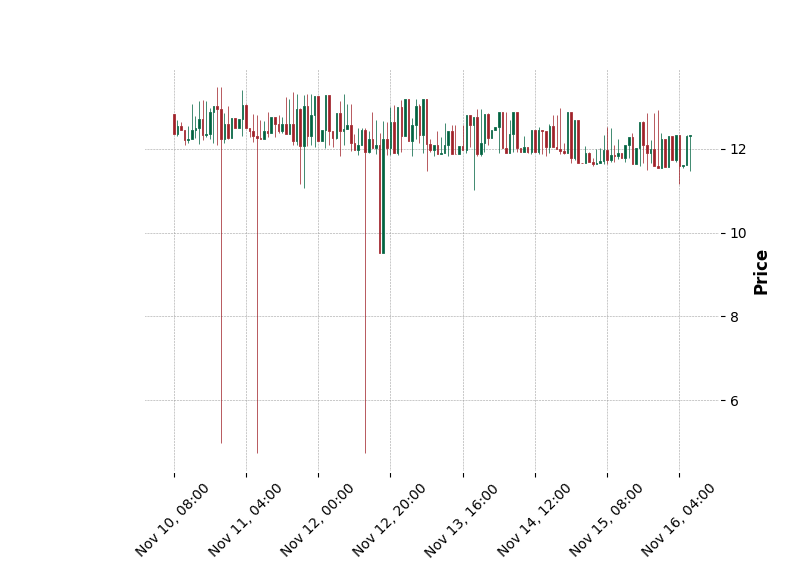 12
10
8
6
Price
Nov 10, 08:00
Nov 11, 04:00
Nov 12, 00:00
Nov 12, 20:00
Nov 13, 16:00
Nov 14, 12:00
Nov 15, 08:00
Nov 16, 04:00